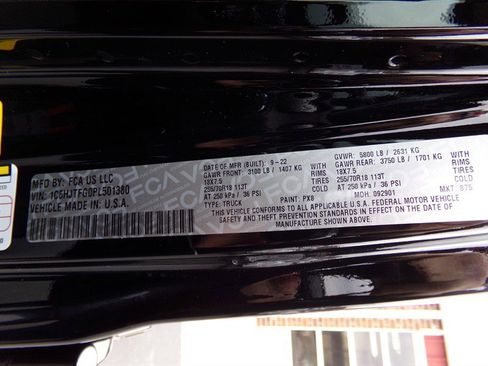 MFD BY: FCA US LLC
VIN: 1C6HJTFG0PL501380
VEHICLE MADE IN: U.S.A.
DATE OF MFR (BUILT): 9-22
GAWR FRONT: 3100 LB / 1407 KG
18X7.5 RIMS
255/70R18 113T TIRES
AT 250 kPa / 36 PSI COLD
TYPE: TRUCK PAINT: PX8
GVWR: 5800 LB / 2631 KG
GAWR REAR: 3750 LB / 1701 KG
18X7.5 RIMS
255/70R18 113T TIRES
AT 250 kPa / 36 PSI COLD
MDH: 092901 MXT 875
THIS VEHICLE CONFORMS TO ALL APPLICABLE U.S.A. FEDERAL MOTOR VEHICLE
SAFETY AND THEFT PREVENTION STANDARDS IN EFFECT ON THE DATE OF
MANUFACTURE SHOWN ABOVE.